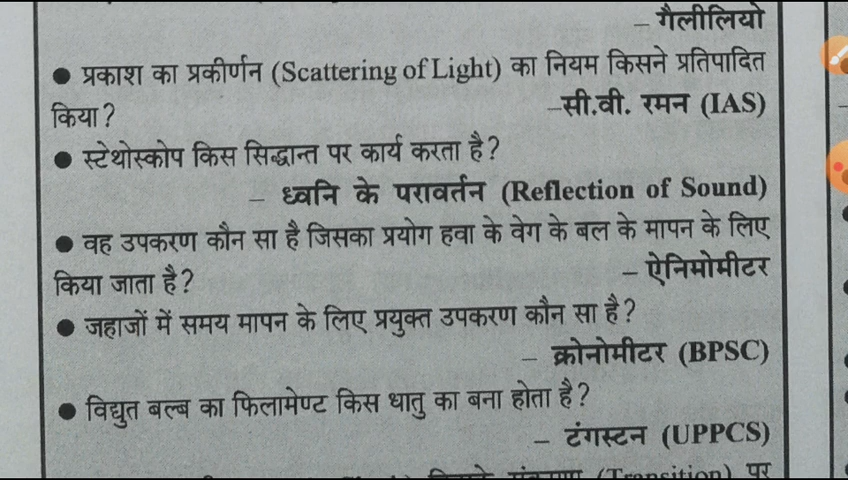 – गैलीलियो
● प्रकाश का प्रकीर्णन (Scattering of Light) का नियम किसने प्रतिपादित
किया? –सी.वी. रमन (IAS)
● स्टेथोस्कोप किस सिद्धान्त पर कार्य करता है?
– ध्वनि के परावर्तन (Reflection of Sound)
● वह उपकरण कौन सा है जिसका प्रयोग हवा के वेग के बल के मापन के लिए
किया जाता है? – ऐनिमोमीटर
● जहाजों में समय मापन के लिए प्रयुक्त उपकरण कौन सा है?
– क्रोनोमीटर (BPSC)
● विद्युत बल्ब का फिलामेण्ट किस धातु का बना होता है?
– टंगस्टन (UPPCS)
(Transition) पर